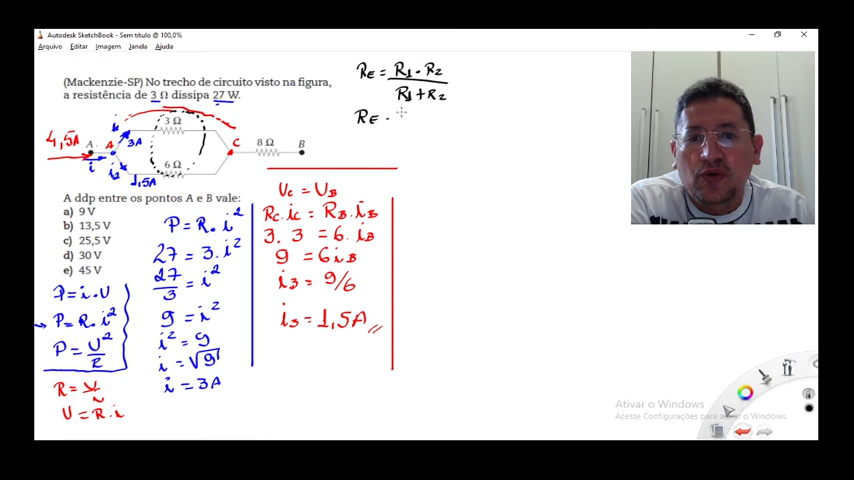 Autodesk SketchBook - Sem título ® 100,0%
Arquivo Editar Imagem Janela Ajuda
(Mackenzie-SP) No trecho de circuito visto na figura,
a resistência de 3 Ω dissipa 27 W.
4,5A
A
i
A
i1
3A
i2
1,5A
3 Ω
6 Ω
C
8 Ω
B
A ddp entre os pontos A e B vale:
a) 9 V
b) 13,5 V
c) 25,5 V
d) 30 V
e) 45 V
P = i . U
P = R . i²
P = U²/R
R = U/i
U = R . i
P = R . i²
27 = 3 . i²
27/3 = i²
9 = i²
i² = 9
i = √9
i = 3A
UC = UB
RC . iC = RB . iB
3 . 3 = 6 . iB
9 = 6 iB
iB = 9/6
iB = 1,5A
RE = R1 . R2
R1 + R2
RE .
Ativar o Windows
Acesse Configurações para ativar o Windows.